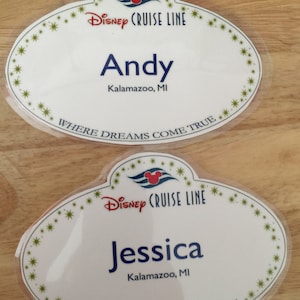 Disney CRUISE LINE
Andy
Kalamazoo, MI
WHERE DREAMS COME TRUE
Disney CRUISE LINE
Jessica
Kalamazoo, MI